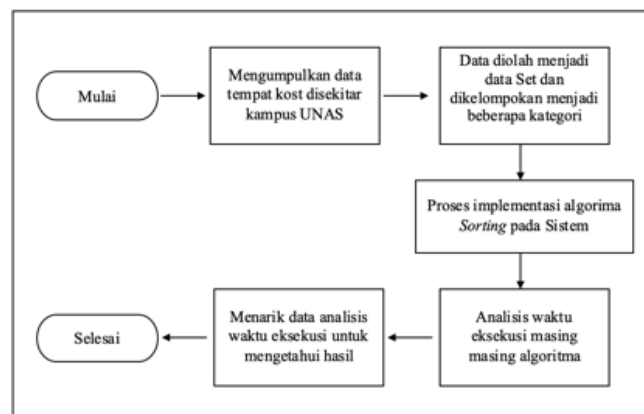 Mulai
Mengumpulkan data
tempat kost disekitar
kampus UNAS
Data diolah menjadi
data Set dan
dikelompokan menjadi
beberapa kategori
Proses implementasi algorima
Sorting pada Sistem
Analisis waktu
eksekusi masing
masing algoritma
Menarik data analisis
waktu eksekusi untuk
mengetahui hasil
Selesai